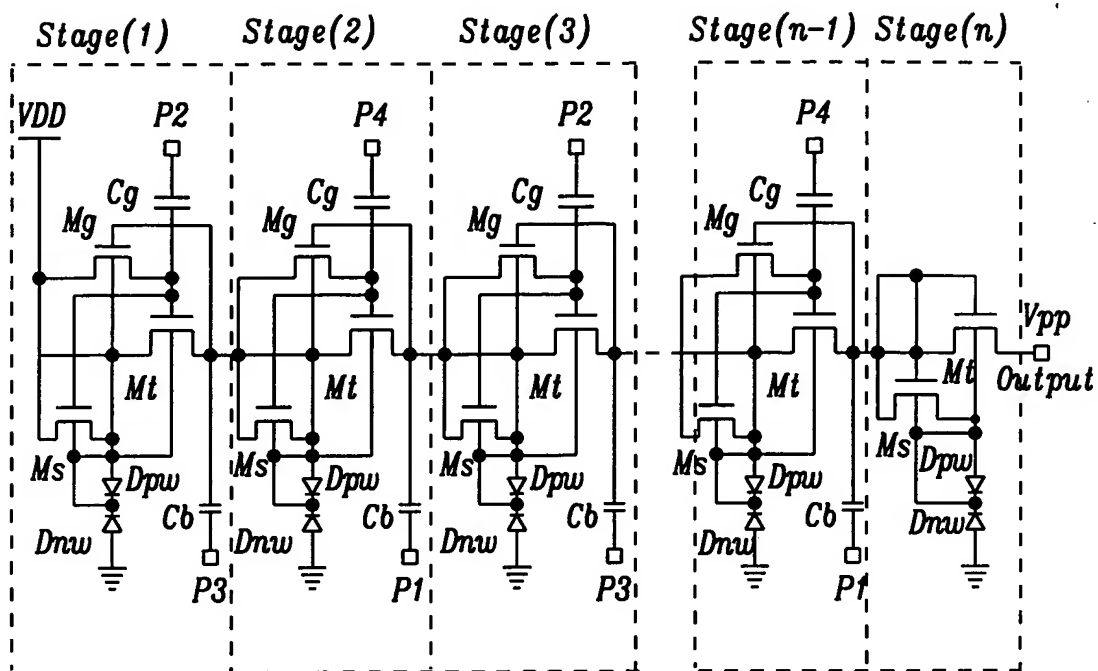 Stage(1) Stage(2) Stage(3) Stage(n-1) Stage(n)
VDD P2 P4 P2 P4
Cg Cg Cg Cg
Mg Mg Mg Mg
Vpp
Mt Mt Mt Mt Mt Output
Ms Dpw Ms Dpw Ms Dpw Ms Dpw Ms Dpw
Cb Cb Cb Cb
Dnw Dnw Dnw Dnw Dnw
P3 P1 P3 P1